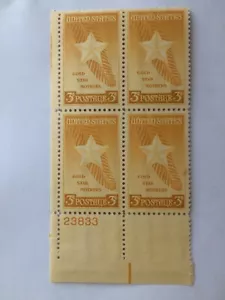 UNITED STATES UNITED STATES
GOLD GOLD
STAR STAR
MOTHERS MOTHERS
3¢ POSTAGE 3¢ 3¢ POSTAGE 3¢
UNITED STATES UNITED STATES
GOLD GOLD
STAR STAR
MOTHERS MOTHERS
3¢ POSTAGE 3¢ 3¢ POSTAGE 3¢
23833